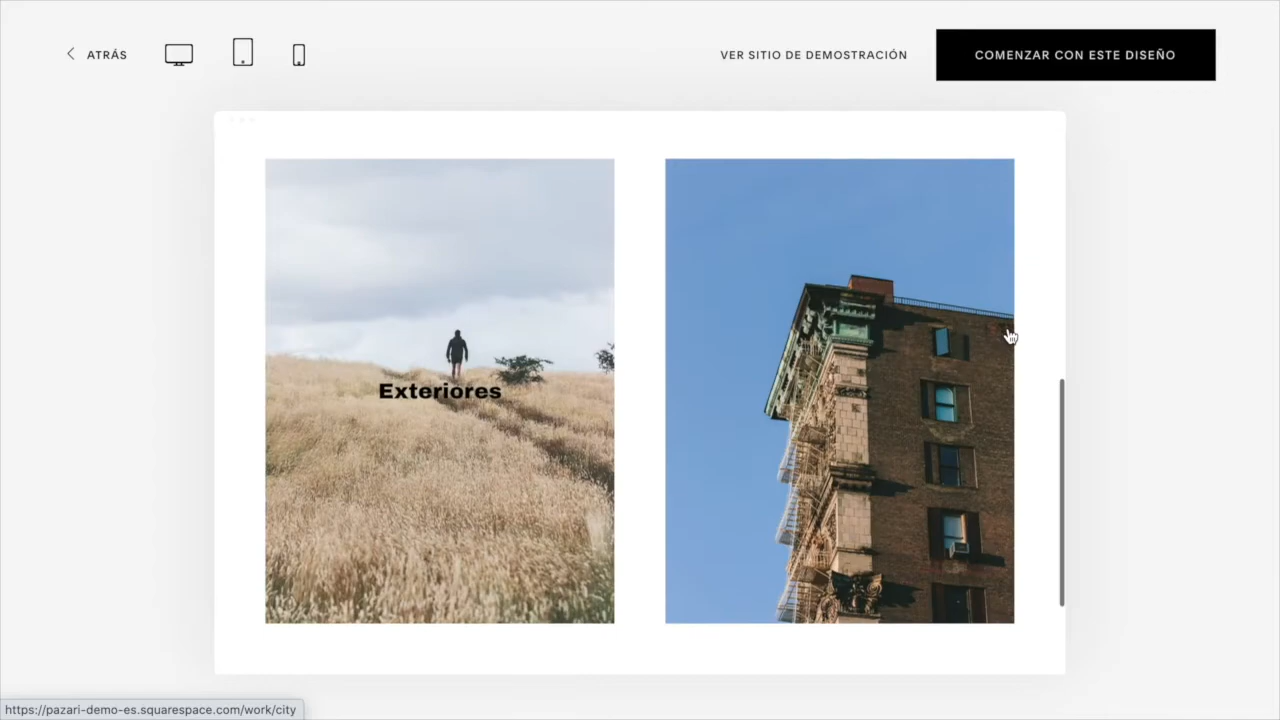 ATRÁS
VER SITIO DE DEMOSTRACIÓN
COMENZAR CON ESTE DISEÑO
Exteriores
https://pazari-demo-es.squarespace.com/work/city